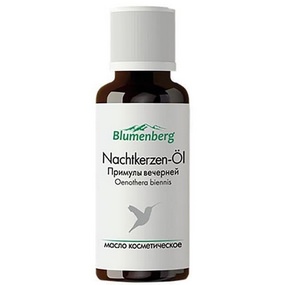 Blumenberg
Nachtkerzen-Öl
Примулы вечерней
Oenothera biennis
масло косметическое